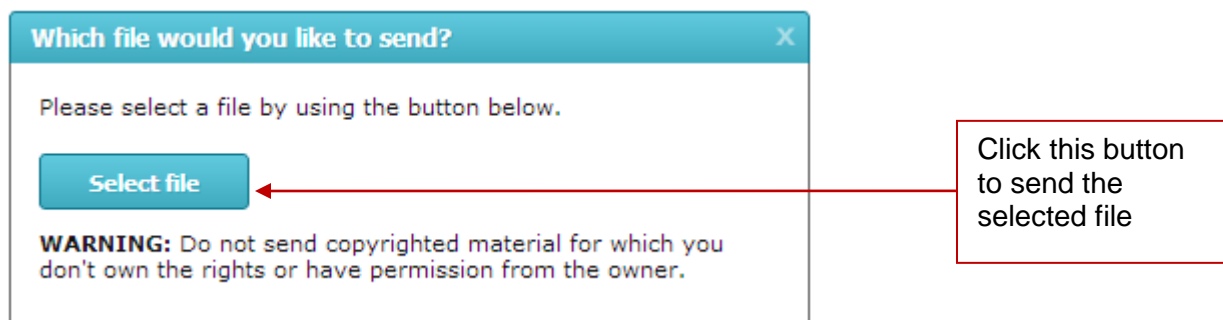 Which file would you like to send? X
Please select a file by using the button below.
Select file
WARNING: Do not send copyrighted material for which you
don't own the rights or have permission from the owner.
Click this button
to send the
selected file